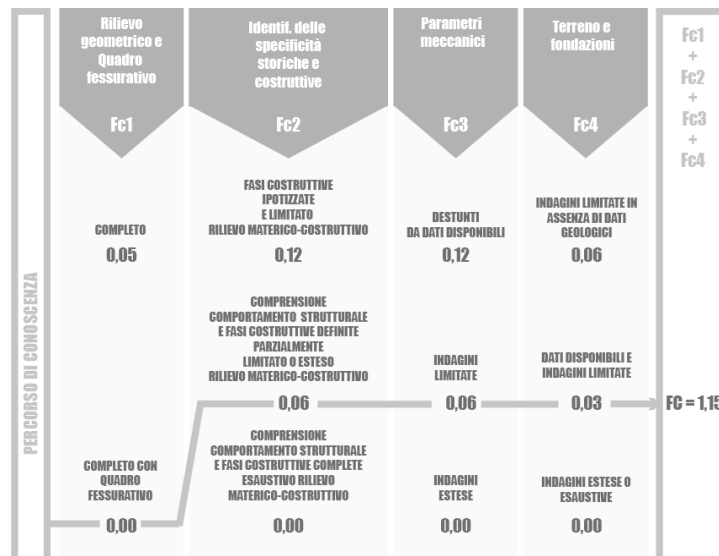 Rilievo
geometrico e
Quadro
fessurativo
Fc1
Identif. delle
specificità
storiche e
costruttive
Fc2
Parametri
meccanici
Fc3
Terreno e
fondazioni
Fc4
Fc1
+
Fc2
+
Fc3
+
Fc4
PERCORSO DI CONOSCENZA
COMPLETO
0,05
FASI COSTRUTTIVE
IPOTIZZATE
E LIMITATO
RILIEVO MATERICO-COSTRUTTIVO
0,12
DESTUNTI
DA DATI DISPONIBILI
0,12
INDAGINI LIMITATE IN
ASSENZA DI DATI
GEOLOGICI
0,06
COMPRENSIONE
COMPORTAMENTO STRUTTURALE
E FASI COSTRUTTIVE DEFINITE
PARZIALMENTE
LIMITATO O ESTESO
RILIEVO MATERICO-COSTRUTTIVO
0,06
INDAGINI
LIMITATE
0,06
DATI DISPONIBILI E
INDAGINI LIMITATE
0,03
FC = 1,15
COMPLETO CON
QUADRO
FESSURATIVO
0,00
COMPRENSIONE
COMPORTAMENTO STRUTTURALE
E FASI COSTRUTTIVE COMPLETE
ESAUSTIVO RILIEVO
MATERICO-COSTRUTTIVO
0,00
INDAGINI
ESTESE
0,00
INDAGINI ESTESE O
ESAUSTIVE
0,00